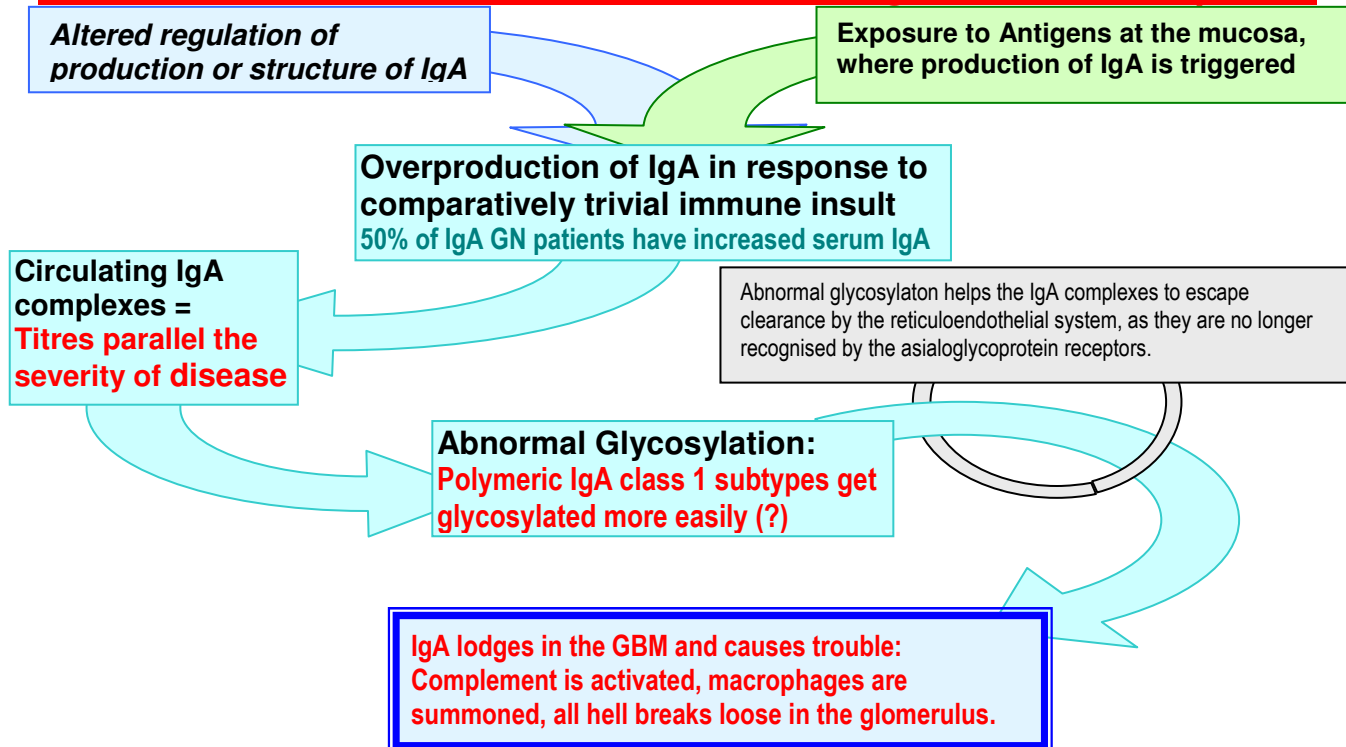 Altered regulation of
production or structure of IgA
Exposure to Antigens at the mucosa,
where production of IgA is triggered
Overproduction of IgA in response to
comparatively trivial immune insult
50% of IgA GN patients have increased serum IgA
Circulating IgA
complexes =
Titres parallel the
severity of disease
Abnormal glycosylaton helps the IgA complexes to escape
clearance by the reticuloendothelial system, as they are no longer
recognised by the asialoglycoprotein receptors.
Abnormal Glycosylation:
Polymeric IgA class 1 subtypes get
glycosylated more easily (?)
IgA lodges in the GBM and causes trouble:
Complement is activated, macrophages are
summoned, all hell breaks loose in the glomerulus.